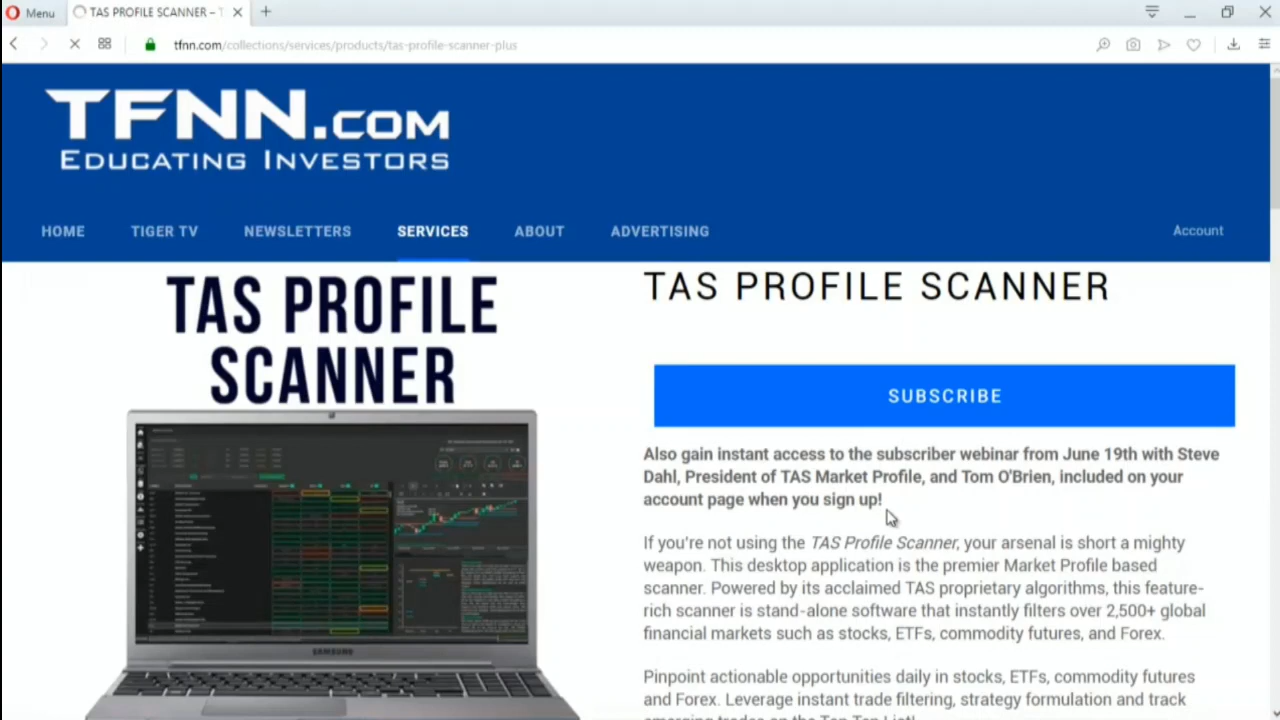 Menu
TAS PROFILE SCANNER – T
tfnn.com/collections/services/products/tas-profile-scanner-plus
TFNN.COM
EDUCATING INVESTORS
HOME TIGER TV NEWSLETTERS SERVICES ABOUT ADVERTISING Account
TAS PROFILE
SCANNER
SAMSUNG
TAS PROFILE SCANNER
SUBSCRIBE
Also gain instant access to the subscriber webinar from June 19th with Steve
Dahl, President of TAS Market Profile, and Tom O'Brien, included on your
account page when you sign up!
If you're not using the TAS Profile Scanner, your arsenal is short a mighty
weapon. This desktop application is the premier Market Profile based
scanner. Powered by its acclaimed TAS proprietary algorithms, this feature-
rich scanner is stand-alone software that instantly filters over 2,500+ global
financial markets such as stocks, ETFs, commodity futures, and Forex.
Pinpoint actionable opportunities daily in stocks, ETFs, commodity futures
and Forex. Leverage instant trade filtering, strategy formulation and track
emerging trades on the Top Ten List!